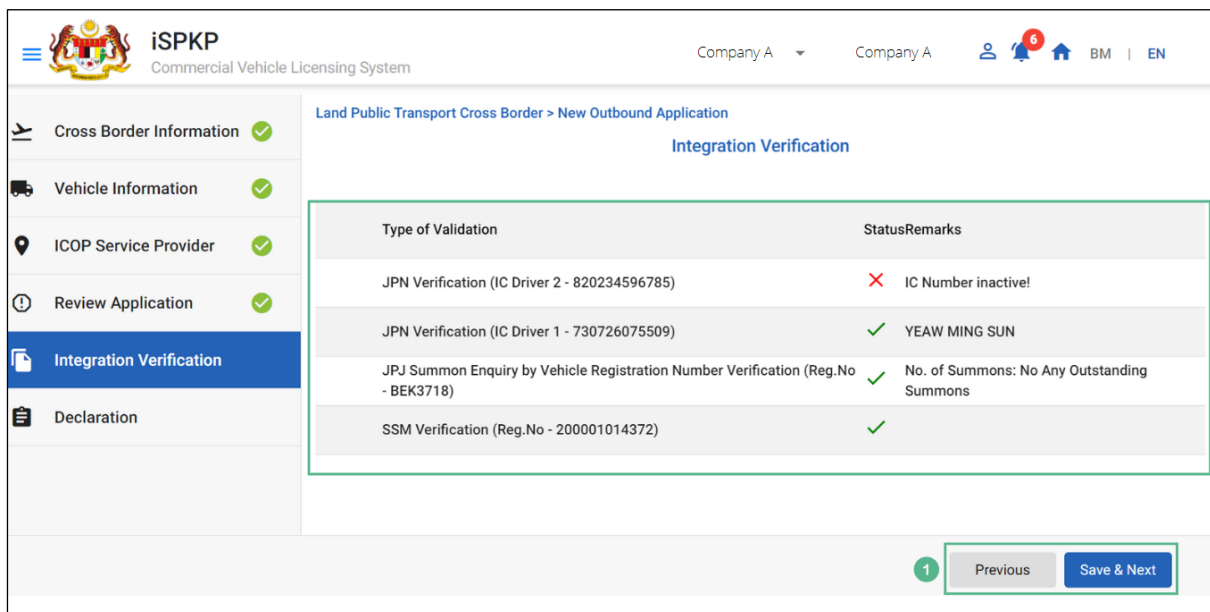 iSPKP
Commercial Vehicle Licensing System
Company A
Company A
6
BM | EN
Cross Border Information
Vehicle Information
ICOP Service Provider
Review Application
Integration Verification
Declaration
Land Public Transport Cross Border > New Outbound Application
Integration Verification
Type of Validation StatusRemarks
JPN Verification (IC Driver 2 - 820234596785) IC Number inactive!
JPN Verification (IC Driver 1 - 730726075509) YEAW MING SUN
JPJ Summon Enquiry by Vehicle Registration Number Verification (Reg.No
- BEK3718)
No. of Summons: No Any Outstanding
Summons
SSM Verification (Reg.No - 200001014372)
1
Previous
Save & Next